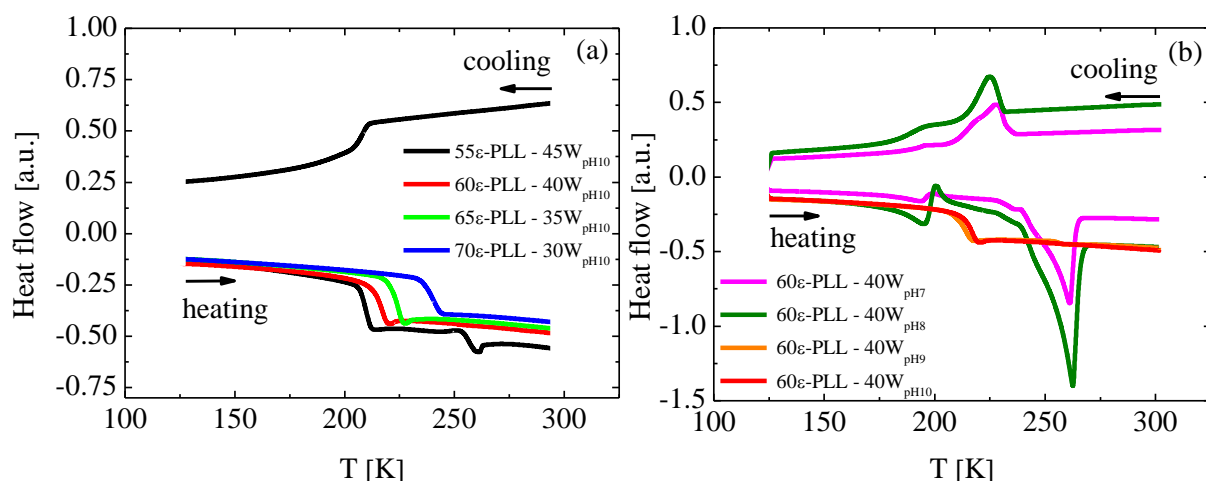 1.00
0.75
0.50
0.25
0.00
-0.25
-0.50
-0.75
Heat flow [a.u.]
100 150 200 250 300
T [K]
(a)
cooling
55ε-PLL - 45W pH10
60ε-PLL - 40W pH10
65ε-PLL - 35W pH10
70ε-PLL - 30W pH10
heating
1.0
0.5
0.0
-0.5
-1.0
-1.5
Heat flow [a.u.]
100 150 200 250 300
T [K]
(b)
cooling
heating
60ε-PLL - 40W pH7
60ε-PLL - 40W pH8
60ε-PLL - 40W pH9
60ε-PLL - 40W pH10